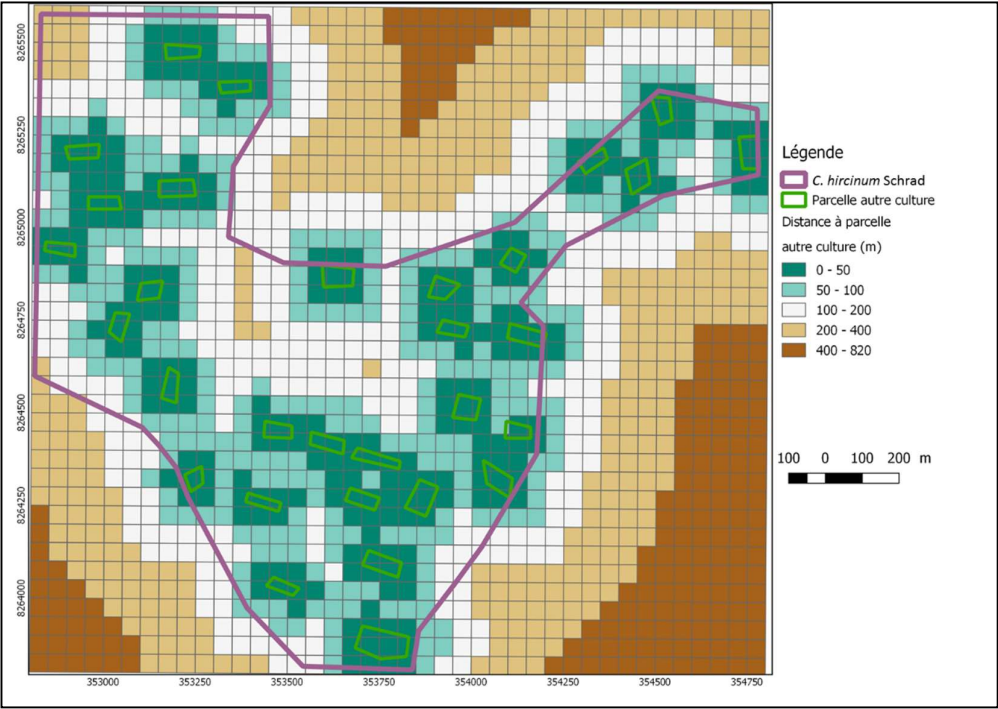 8265500
8265250
8265000
8264750
8264500
8264250
8264000
353000 353250 353500 353750 354000 354250 354500 354750
Légende
C. hircinum Schrad
Parcelle autre culture
Distance à parcelle
autre culture (m)
0 - 50
50 - 100
100 - 200
200 - 400
400 - 820
100 0 100 200 m